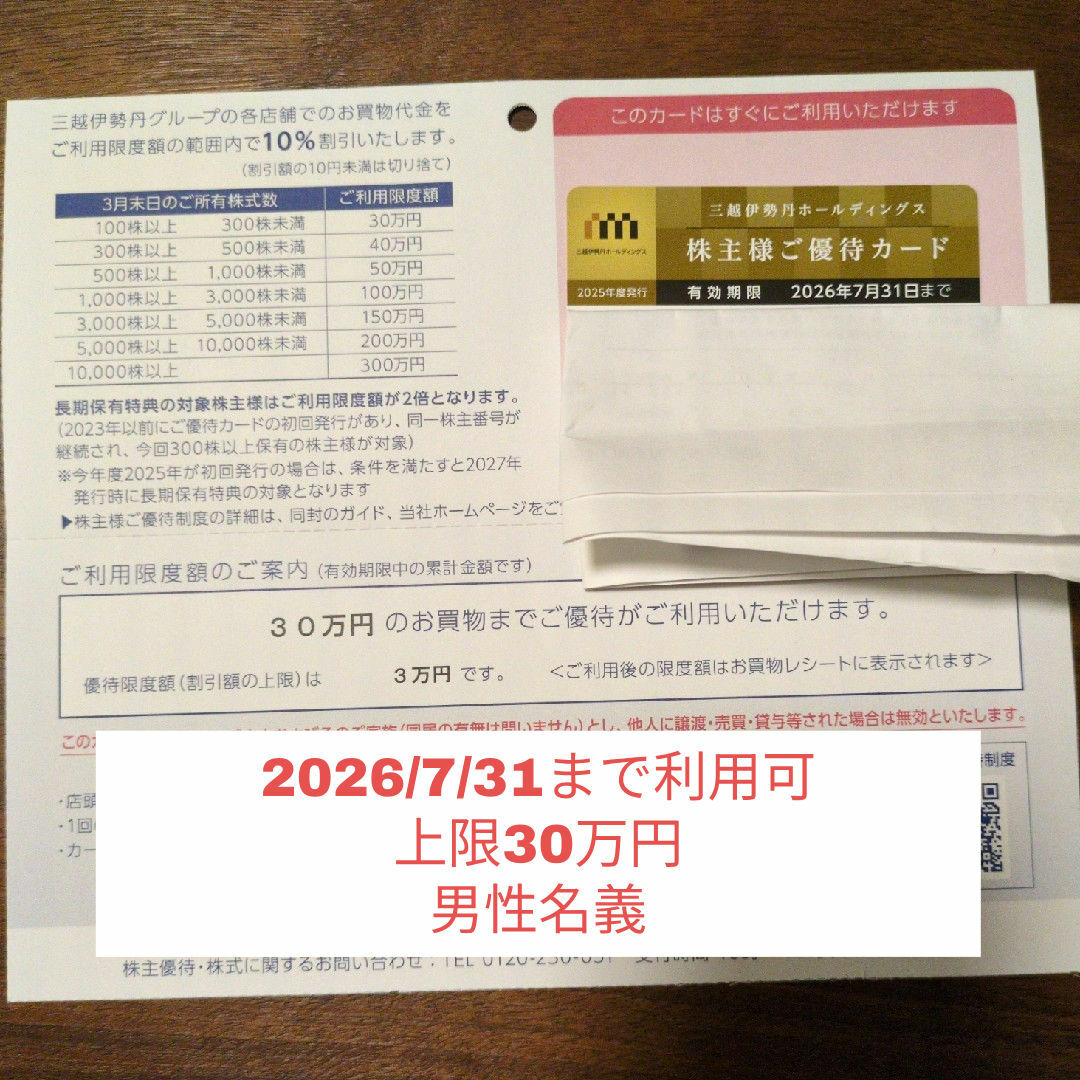 三越伊勢丹グループの各店舗でのお買物代金を
ご利用限度額の範囲内で10%割引いたします。
(割引額の10円未満は切り捨て)
3月末日のご所有株式数 ご利用限度額
100株以上 300株未満 30万円
300株以上 500株未満 40万円
500株以上 1,000株未満 50万円
1,000株以上 3,000株未満 100万円
3,000株以上 5,000株未満 150万円
5,000株以上 10,000株未満 200万円
10,000株以上 300万円
長期保有特典の対象株主様はご利用限度額が2倍となります。
(2023年以前にご優待カードの初回発行があり、同一株主番号が
継続され、今回300株以上保有の株主様が対象)
※今年度2025年が初回発行の場合は、条件を満たすと2027年
発行時に長期保有特典の対象となります
▶株主様ご優待制度の詳細は、同封のガイド、当社ホームページをご
このカードはすぐにご利用いただけます
三越伊勢丹ホールディングス
三越伊勢丹ホールディングス
株主様ご優待カード
2025年度発行 有効期限 2026年7月31日まで
ご利用限度額のご案内(有効期限中の累計金額です)
30万円のお買物までご優待がご利用いただけます。
優待限度額(割引額の上限)は 3万円です。 <ご利用後の限度額はお買物レシートに表示されます>
このカ ご家族(同居の有無は問いません)とし、他人に譲渡・売買・貸与等された場合は無効といたします。
制度
・店頭
・1回
・カー
2026/7/31まで利用可
上限30万円
男性名義
株主優待・株式に関するお問い合わせ:TEL 0120-